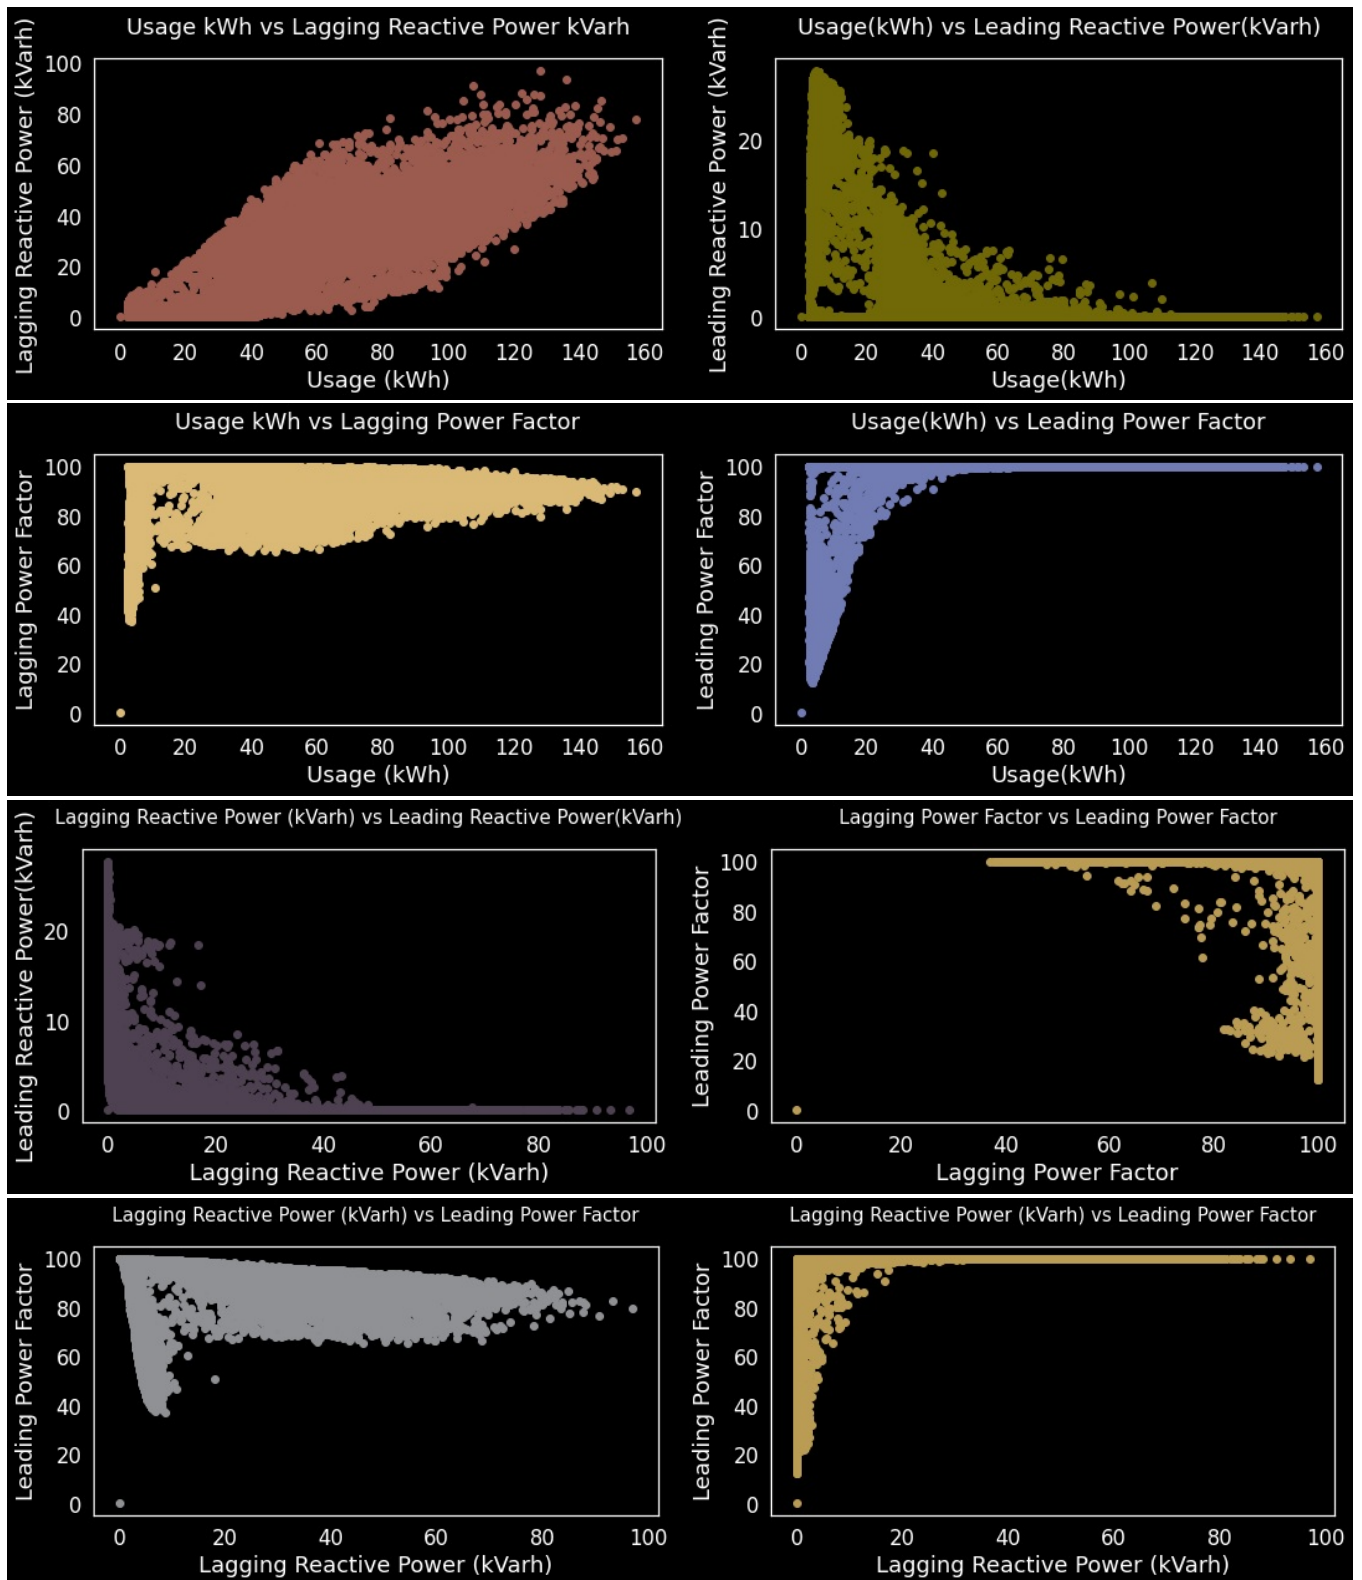 Usage kWh vs Lagging Reactive Power kVarh
Lagging Reactive Power (kVarh)
100
80
60
40
20
0
0 20 40 60 80 100 120 140 160
Usage (kWh)
Usage(kWh) vs Leading Reactive Power(kVarh)
Leading Reactive Power (kVarh)
20
10
0
0 20 40 60 80 100 120 140 160
Usage(kWh)
Usage kWh vs Lagging Power Factor
Lagging Power Factor
100
80
60
40
20
0
0 20 40 60 80 100 120 140 160
Usage (kWh)
Usage(kWh) vs Leading Power Factor
Leading Power Factor
100
80
60
40
20
0
0 20 40 60 80 100 120 140 160
Usage(kWh)
Lagging Reactive Power (kVarh) vs Leading Reactive Power(kVarh)
Leading Reactive Power(kVarh)
20
10
0
0 20 40 60 80 100
Lagging Reactive Power (kVarh)
Lagging Power Factor vs Leading Power Factor
Leading Power Factor
100
80
60
40
20
0
0 20 40 60 80 100
Lagging Power Factor
Lagging Reactive Power (kVarh) vs Leading Power Factor
Leading Power Factor
100
80
60
40
20
0
0 20 40 60 80 100
Lagging Reactive Power (kVarh)
Lagging Reactive Power (kVarh) vs Leading Power Factor
Leading Power Factor
100
80
60
40
20
0
0 20 40 60 80 100
Lagging Reactive Power (kVarh)